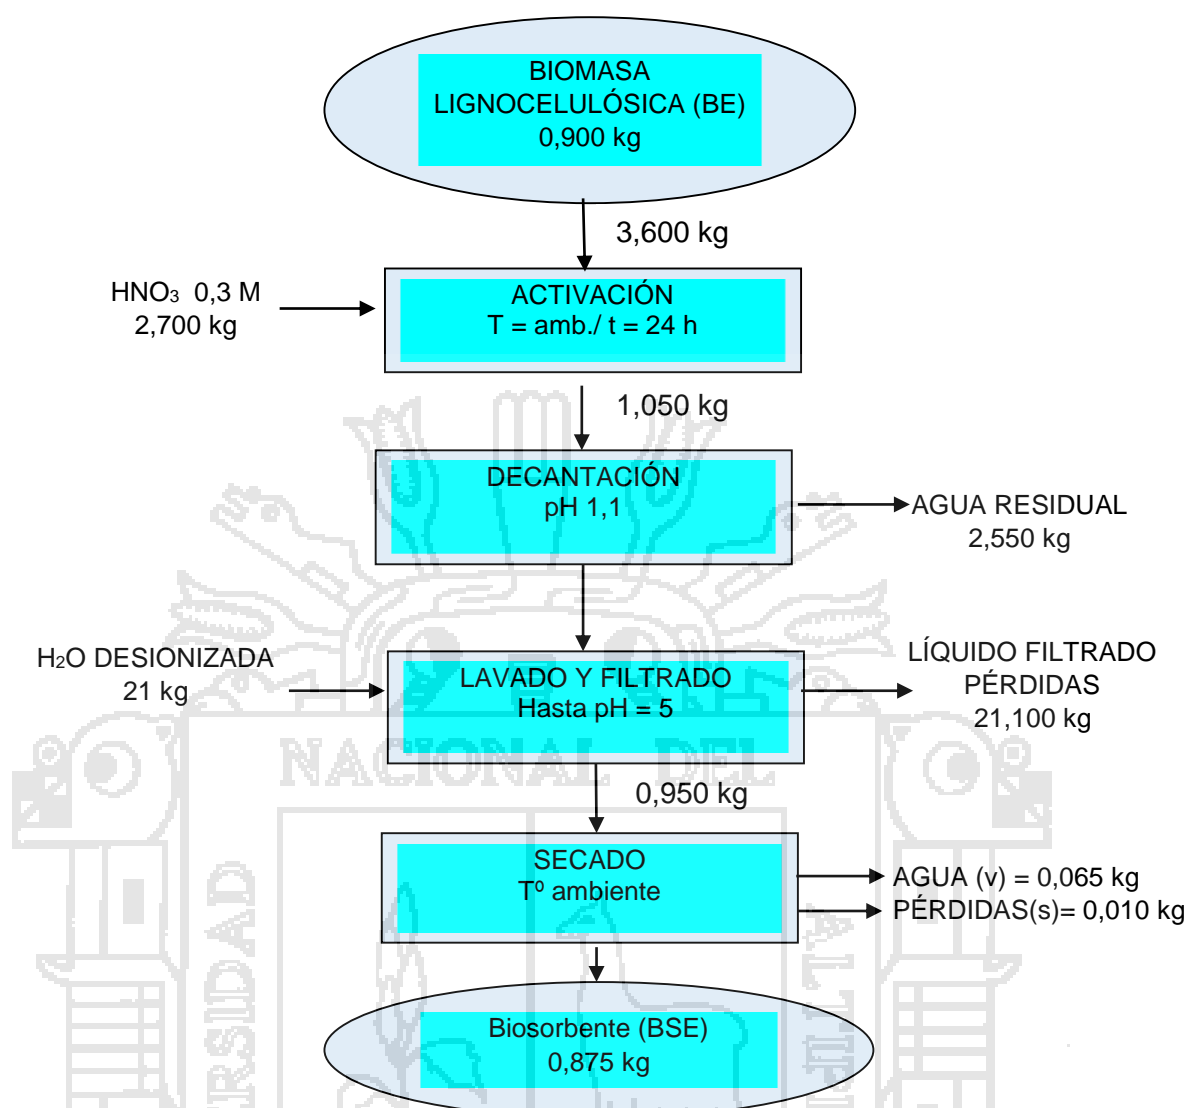 BIOMASA
LIGNOCELULÓSICA (BE)
0,900 kg
3,600 kg
HNO₃ 0,3 M
2,700 kg
ACTIVACIÓN
T = amb./ t = 24 h
1,050 kg
DECANTACIÓN
pH 1,1
AGUA RESIDUAL
2,550 kg
H₂O DESIONIZADA
21 kg
LAVADO Y FILTRADO
Hasta pH = 5
LÍQUIDO FILTRADO
PÉRDIDAS
21,100 kg
NACIONAL DEL
0,950 kg
SECADO
Tº ambiente
AGUA (v) = 0,065 kg
PÉRDIDAS(s)= 0,010 kg
Biosorbente (BSE)
0,875 kg